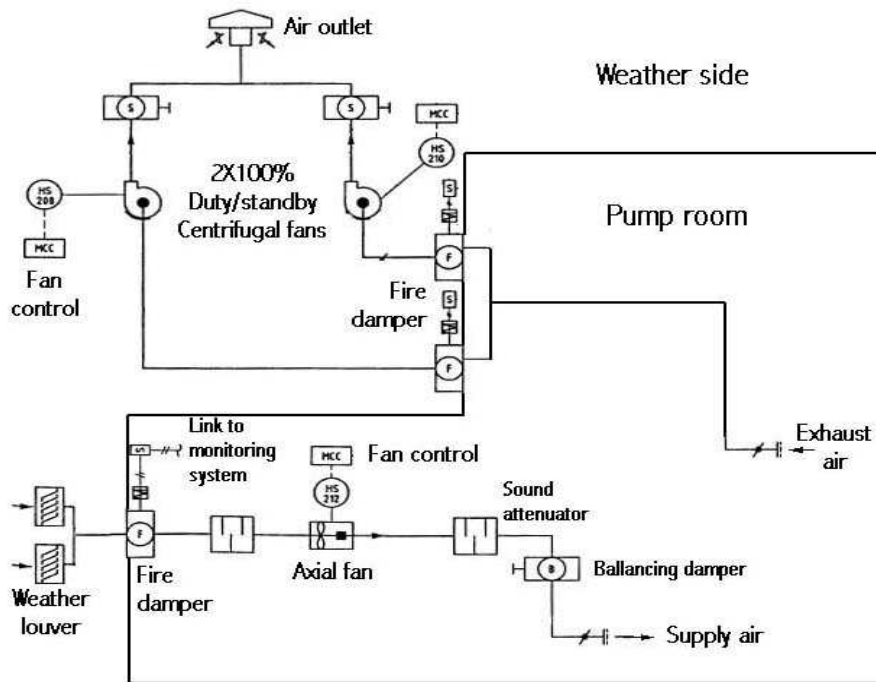 Air outlet
Weather side
S
S
MCC
HS
210
2X100%
Duty/standby
Centrifugal fans
HS
208
MCC
Fan
control
S
Pump room
F
Fire
damper
S
F
Exhaust
air
Link to
monitoring
system
S
MCC
Fan control
HS
212
Sound
attenuator
F
Axial fan
Fire
damper
Weather
louver
B
Ballancing damper
Supply air